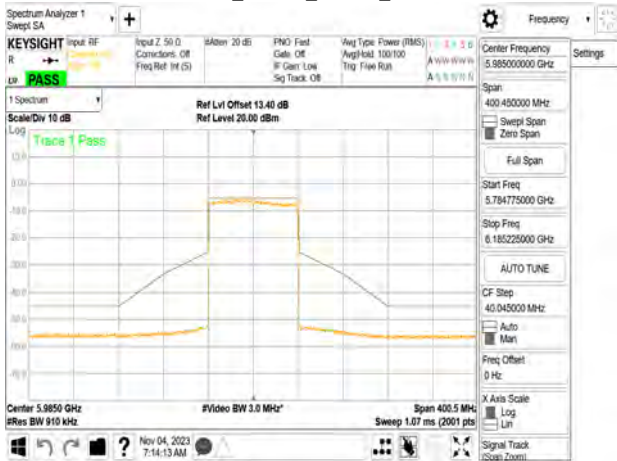 Spectrum Analyzer 1
Swept SA
Frequency
KEYSIGHT
Input: RF
Input Z: 50 Ω
Corrections: Off
Freq Ref: Int (S)
#Atten: 20 dB
PNO: Fast
Gate: Off
IF Gain: Low
Sig Track: Off
Avg Type: Power (RMS)
Avg|Hold: 100/100
Trig: Free Run
PASS
Center Frequency
5.985000000 GHz
Settings
Span
400.450000 MHz
Swept Span
Zero Span
Full Span
Start Freq
5.784775000 GHz
Stop Freq
6.185225000 GHz
AUTO TUNE
CF Step
40.045000 MHz
Auto
Man
Freq Offset
0 Hz
X Axis Scale
Log
Lin
Signal Track
(Span Zoom)
1 Spectrum
Scale/Div 10 dB
Ref Lvl Offset 13.40 dB
Ref Level 20.00 dBm
Log
Trace 1 Pass
Center 5.9850 GHz
#Res BW 910 kHz
#Video BW 3.0 MHz*
Span 400.5 MHz
Sweep 1.07 ms (2001 pts
Nov 04, 2023
7:14:13 AM